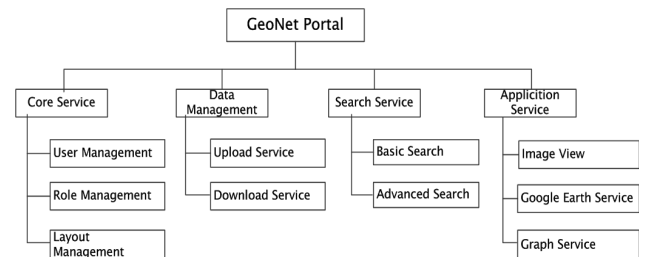 GeoNet Portal
Core Service
Data
Management
Search Service
Appliction
Service
User Management
Role Management
Layout
Management
Upload Service
Download Service
Basic Search
Advanced Search
Image View
Google Earth Service
Graph Service